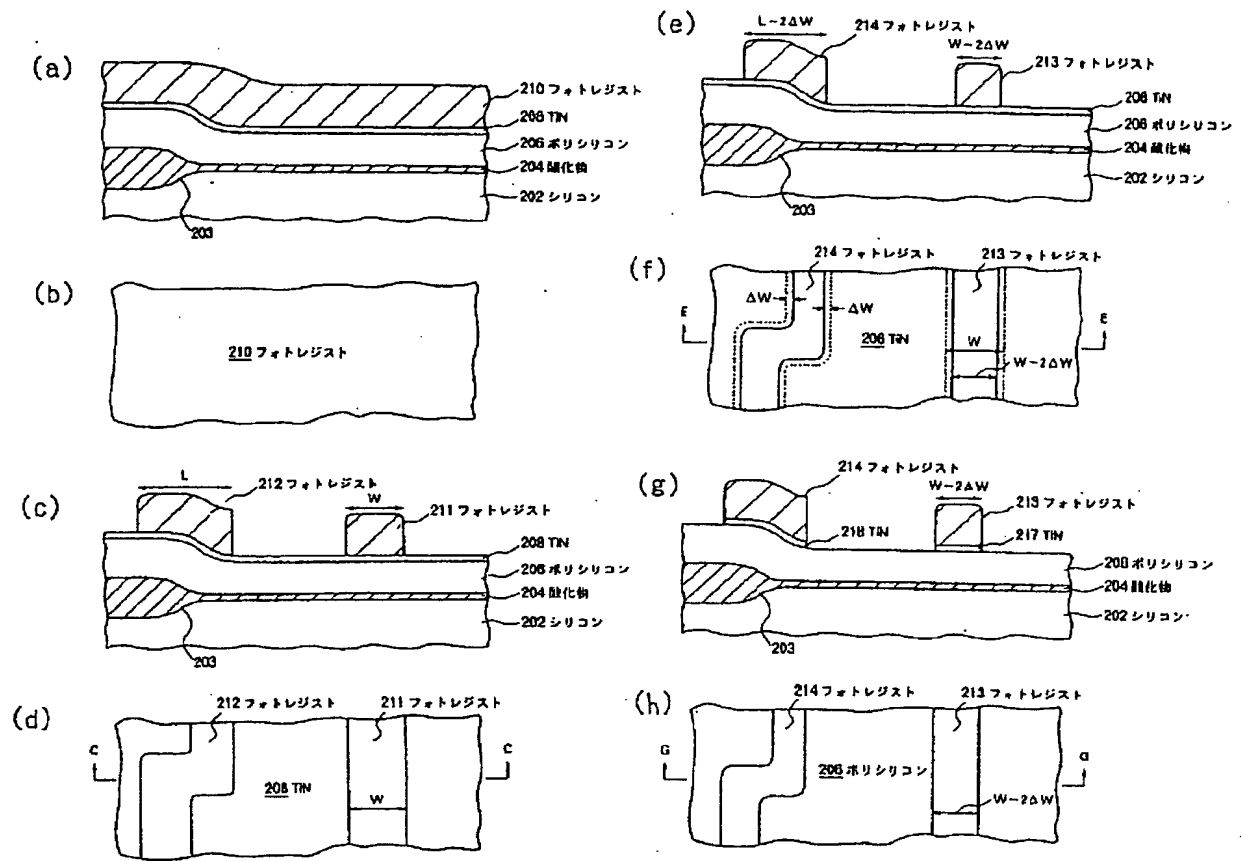 (a)
210 フォトレジスト
208 TiN
206 ポリシリコン
204 酸化物
202 シリコン
203
(b)
210 フォトレジスト
(c)
L
212 フォトレジスト
W
211 フォトレジスト
208 TiN
206 ポリシリコン
204 酸化物
202 シリコン
203
(d)
212 フォトレジスト
211 フォトレジスト
C
C
208 TiN
W
(e)
L-2ΔW
214 フォトレジスト
W-2ΔW
213 フォトレジスト
208 TiN
206 ポリシリコン
204 酸化物
202 シリコン
203
(f)
214 フォトレジスト
213 フォトレジスト
ΔW
ΔW
E
E
208 TiN
W
W-2ΔW
(g)
214 フォトレジスト
W-2ΔW
213 フォトレジスト
218 TiN
217 TiN
206 ポリシリコン
204 酸化物
202 シリコン
203
(h)
214 フォトレジスト
213 フォトレジスト
G
G
206 ポリシリコン
W-2ΔW